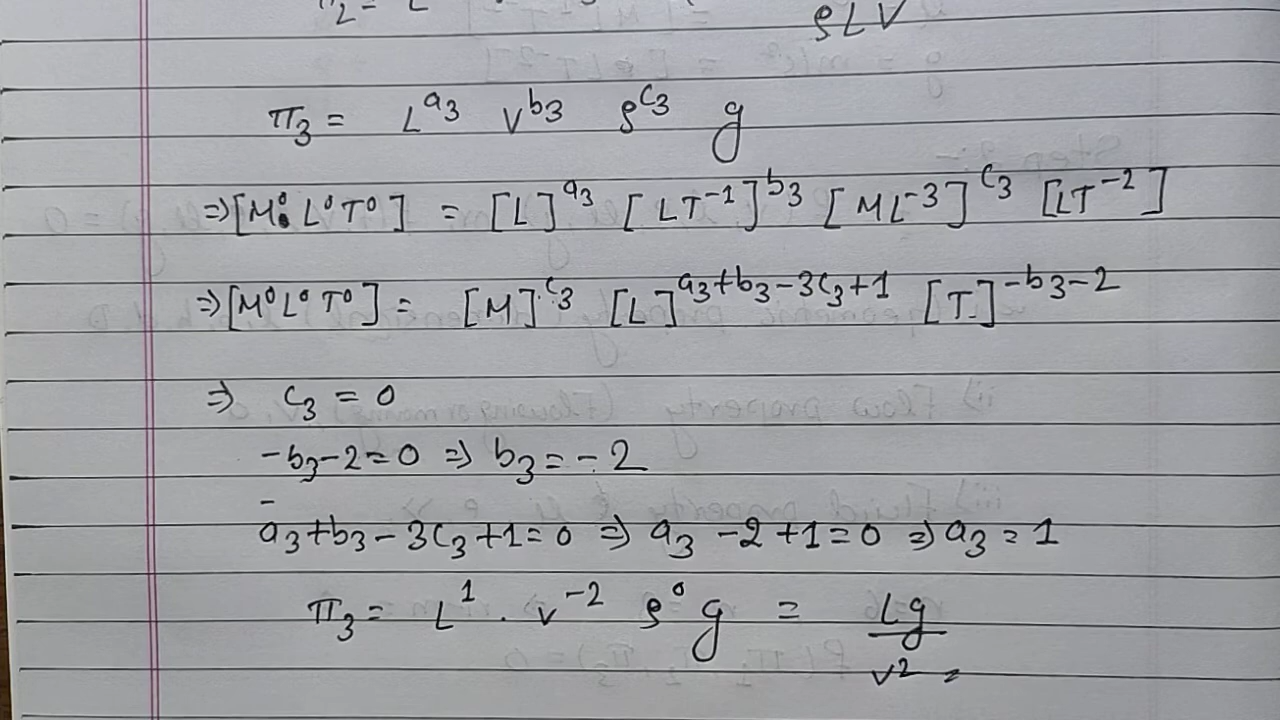 π₂ = L
ρLV
π₃ = L^a₃ V^b₃ ρ^c₃ g
⇒ [M⁰ L⁰ T⁰] = [L]^a₃ [LT⁻¹]^b₃ [ML⁻³]^c₃ [LT⁻²]
⇒ [M⁰ L⁰ T⁰] = [M]^c₃ [L]^a₃+b₃-3c₃+1 [T]^-b₃-2
⇒ c₃ = 0
-b₃-2=0 ⇒ b₃ = -2
a₃+b₃-3c₃+1=0 ⇒ a₃-2+1=0 ⇒ a₃=1
π₃ = L¹ . V⁻² ρ⁰ g = Lg/V²